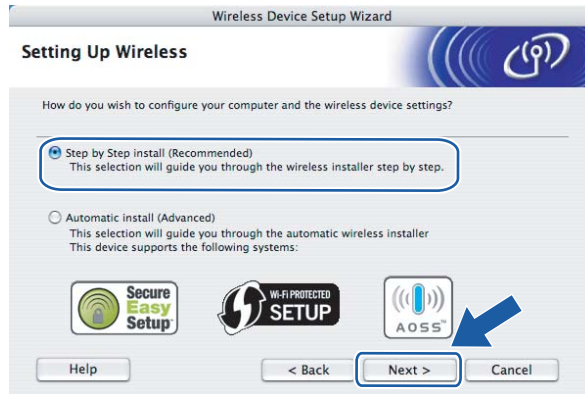 Wireless Device Setup Wizard
Setting Up Wireless
How do you wish to configure your computer and the wireless device settings?
Step by Step install (Recommended)
This selection will guide you through the wireless installer step by step.
Automatic install (Advanced)
This selection will guide you through the automatic wireless installer
This device supports the following systems:
Secure
Easy
Setup
Wi-Fi PROTECTED
SETUP
AOSS™
Help
< Back
Next >
Cancel